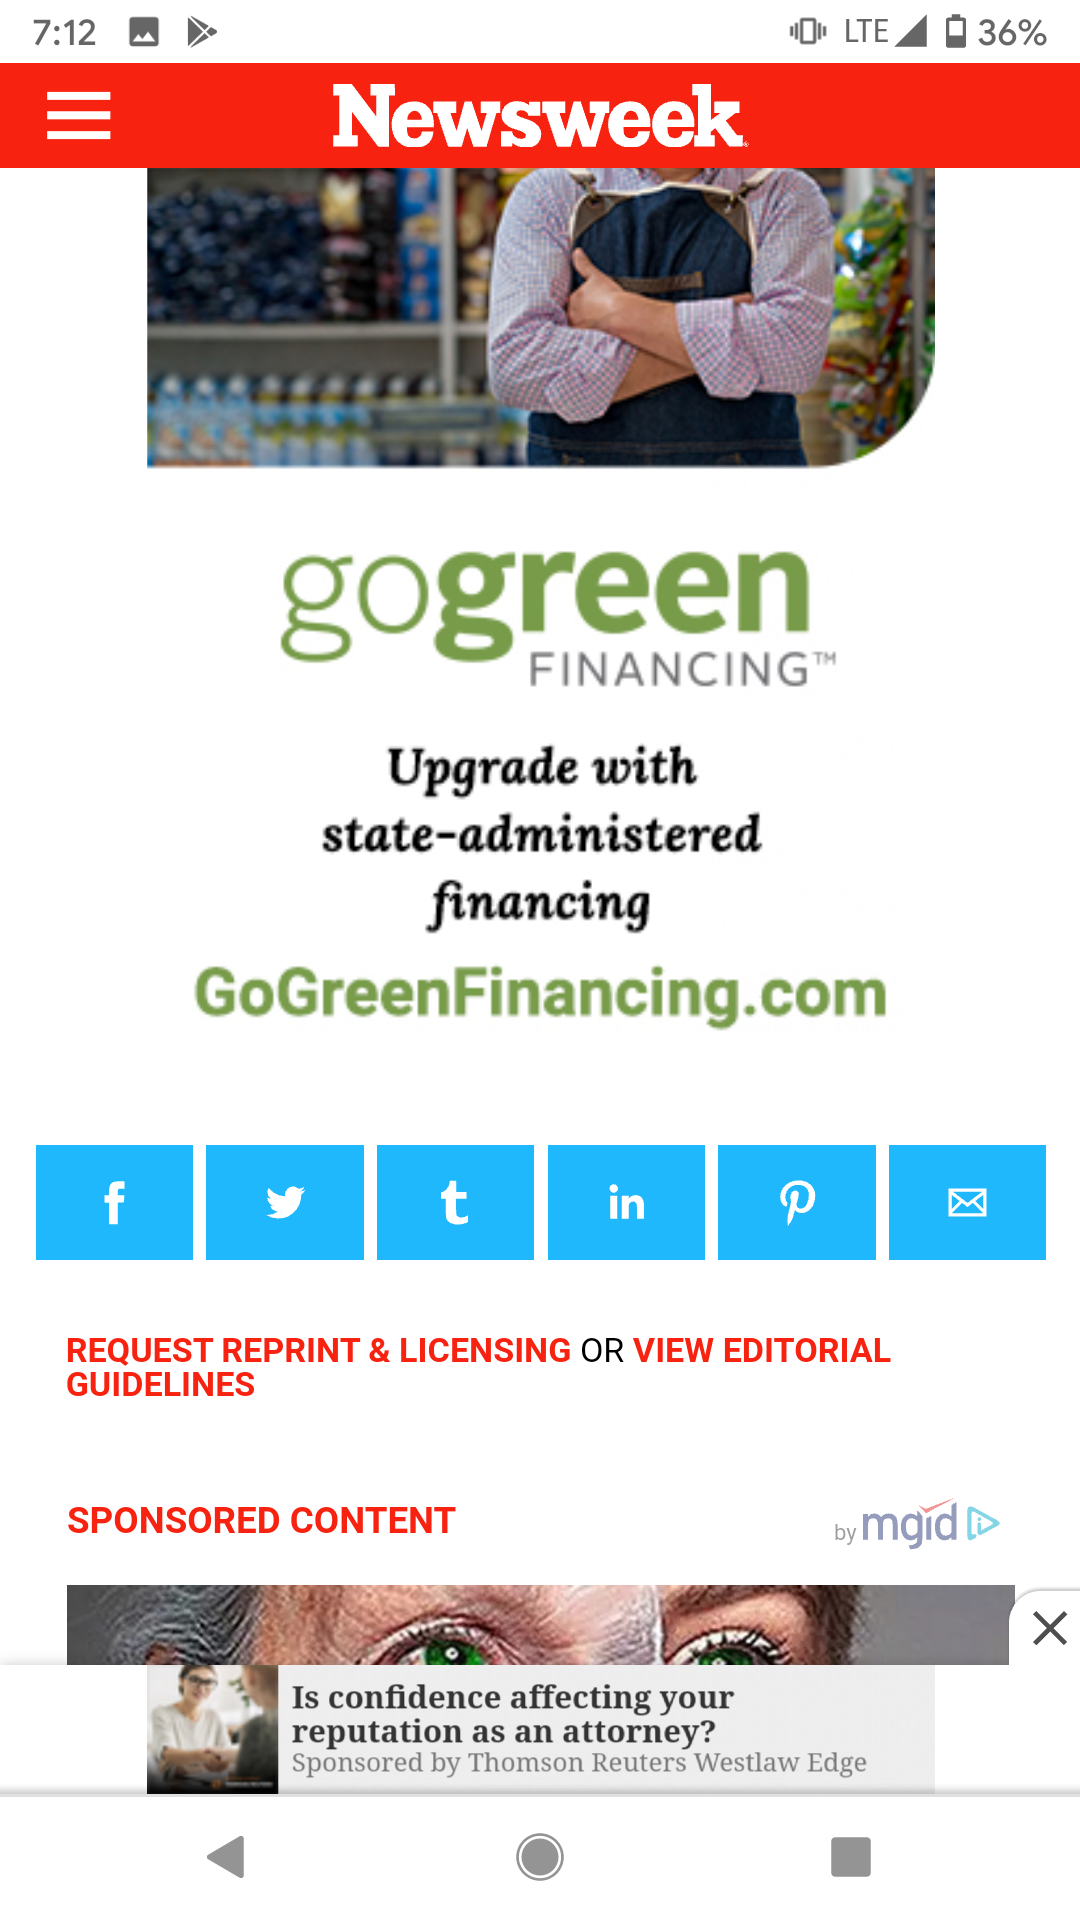 7:12 LTE 36%
Newsweek
gogreen
FINANCING™
Upgrade with
state-administered
financing
GoGreenFinancing.com
REQUEST REPRINT & LICENSING OR VIEW EDITORIAL
GUIDELINES
SPONSORED CONTENT
by mgid
Is confidence affecting your
reputation as an attorney?
Sponsored by Thomson Reuters Westlaw Edge